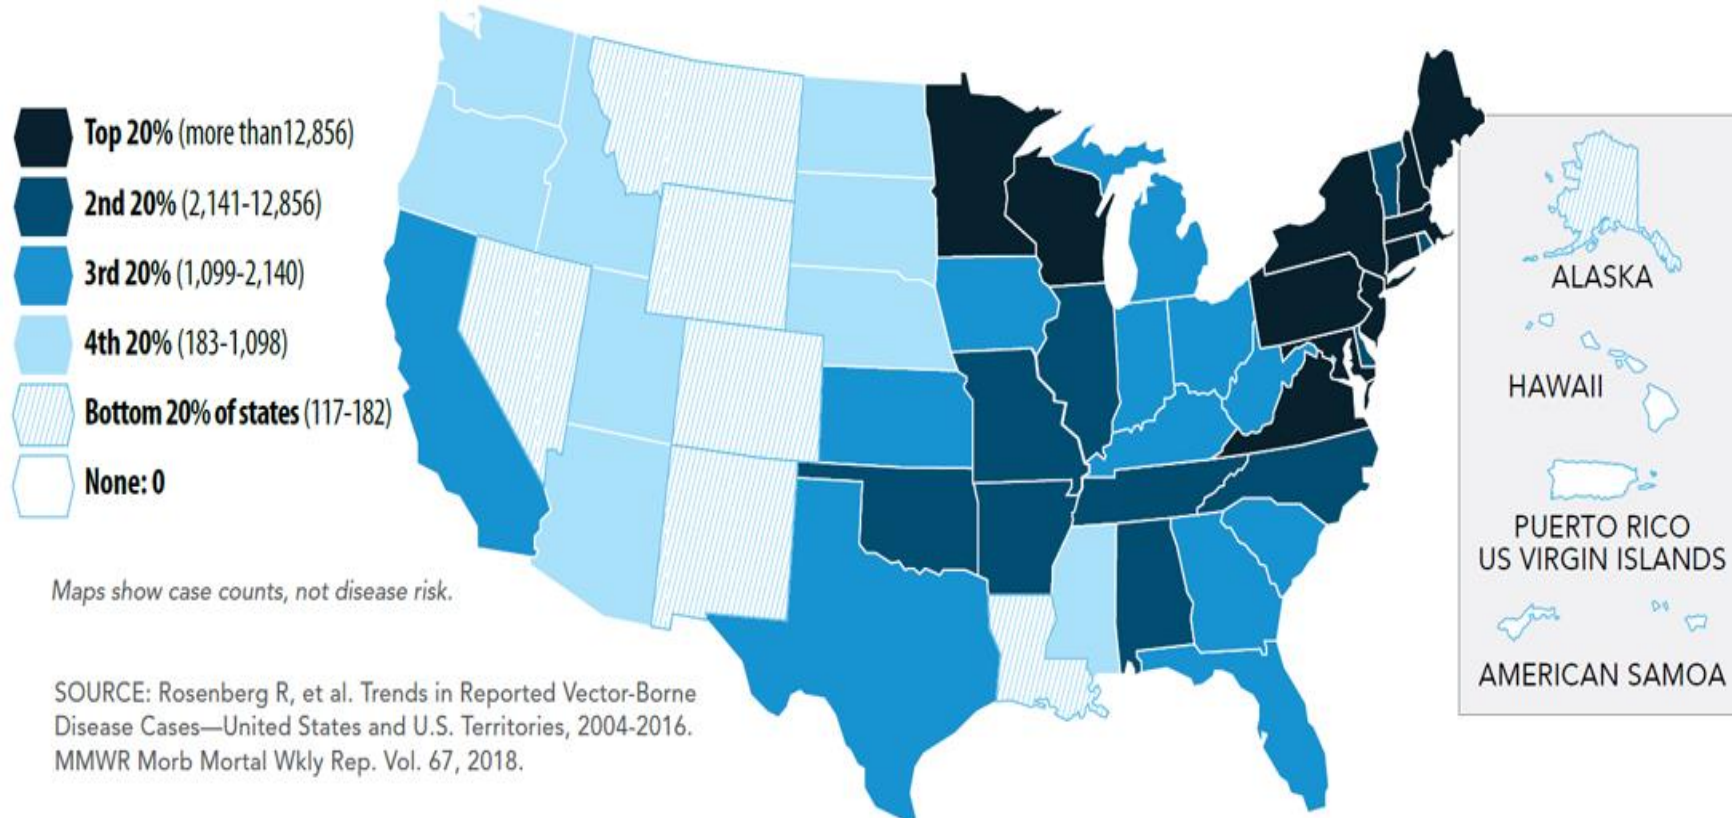 Top 20% (more than12,856)
2nd 20% (2,141-12,856)
3rd 20% (1,099-2,140)
4th 20% (183-1,098)
Bottom 20% of states (117-182)
None: 0
Maps show case counts, not disease risk.
SOURCE: Rosenberg R, et al. Trends in Reported Vector-Borne
Disease Cases—United States and U.S. Territories, 2004-2016.
MMWR Morb Mortal Wkly Rep. Vol. 67, 2018.
ALASKA
HAWAII
PUERTO RICO
US VIRGIN ISLANDS
AMERICAN SAMOA